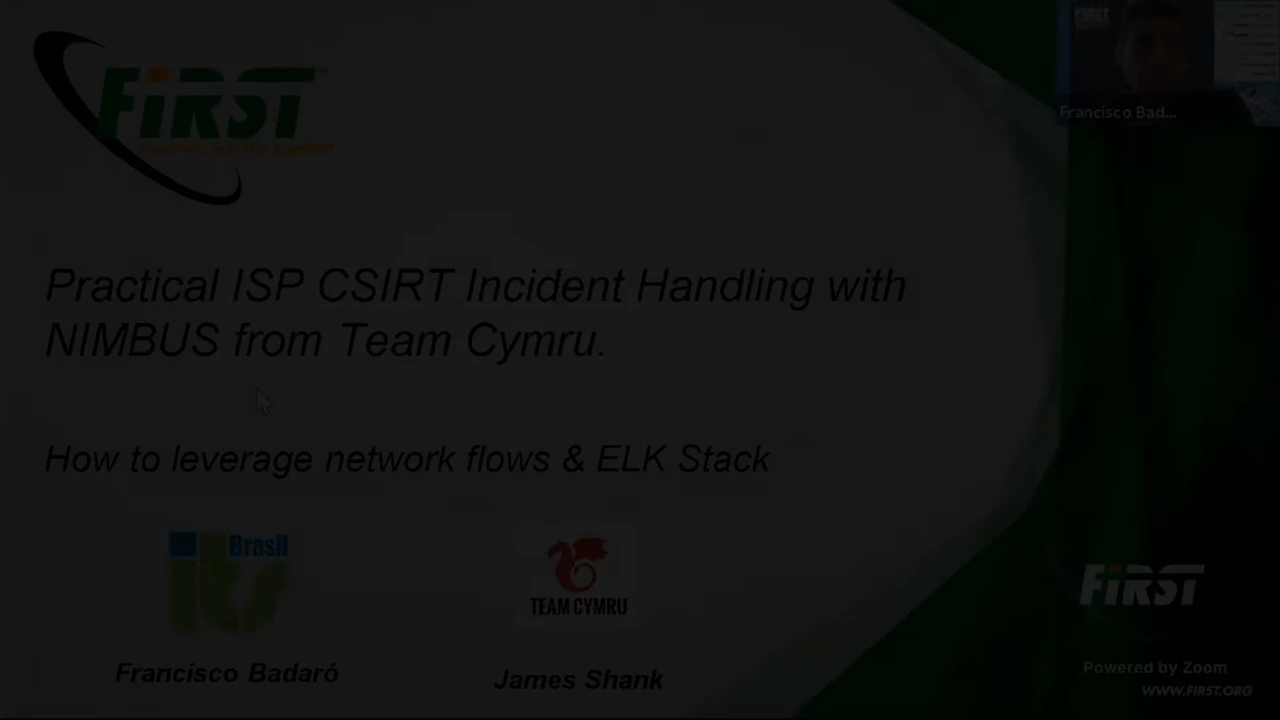 FiRST
Francisco Bad...
Practical ISP CSIRT Incident Handling with
NIMBUS from Team Cymru.
How to leverage network flows & ELK Stack
Brasil
its
TEAM CYMRU
Francisco Badaró
James Shank
FiRST
Powered by Zoom
WWW.FIRST.ORG